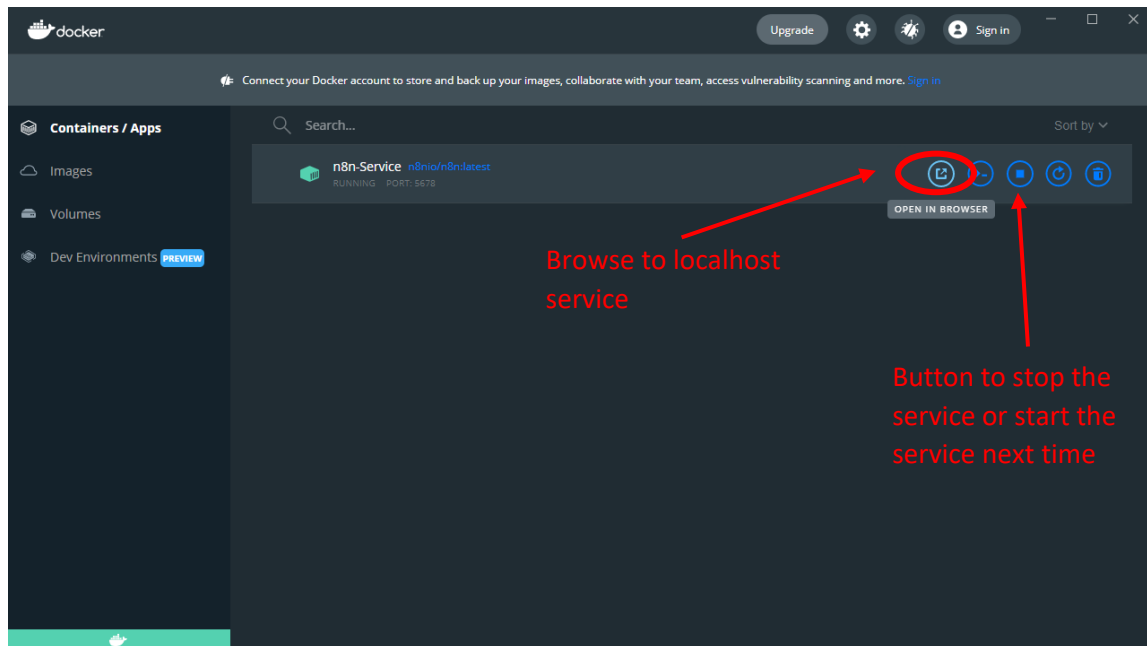 docker
Upgrade
Sign in
Connect your Docker account to store and back up your images, collaborate with your team, access vulnerability scanning and more. Sign in
Containers / Apps
Images
Volumes
Dev Environments PREVIEW
Search...
Sort by
n8n-Service n8nio/n8n:latest
RUNNING PORT: 5678
OPEN IN BROWSER
Browse to localhost
service
Button to stop the
service or start the
service next time